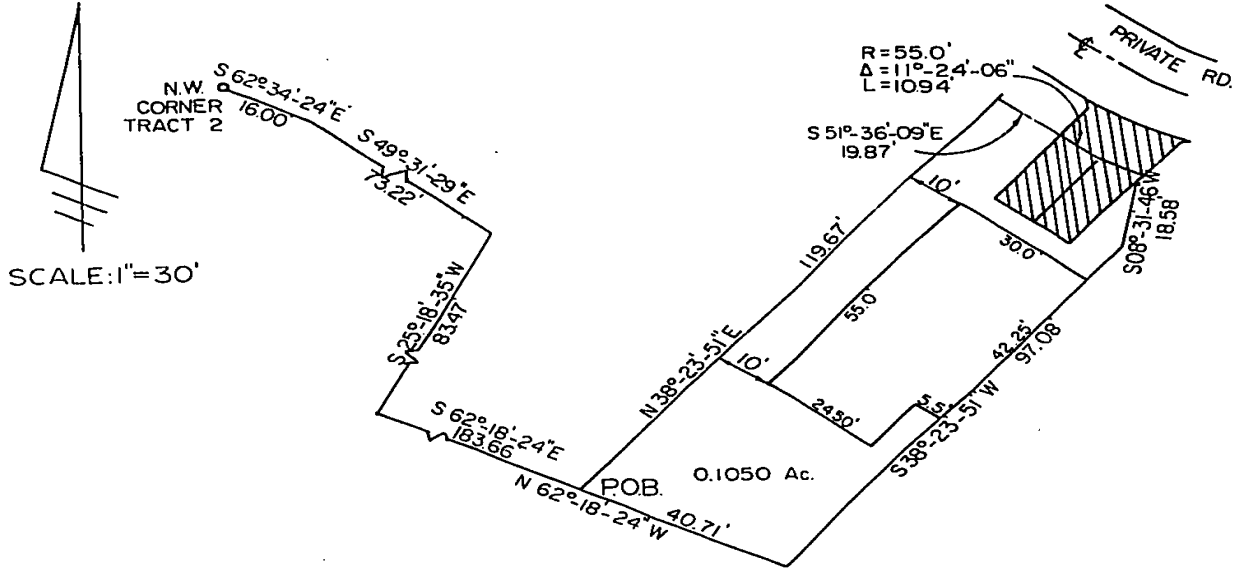 R=55.0'
Δ=11°-24'-06"
L=10.94'
PRIVATE RD.
℄
S 62°-34'-24"E
16.00'
N.W.
CORNER
TRACT 2
S 49°-31'-29"E
73.22'
S 51°-36'-09"E
19.87'
S08°-31'-46"W
18.58'
10'
30.0'
SCALE:1"=30'
119.67'
55.0'
S 25°-18'-35"W
83.47'
N 38°-23'-51"E
10'
42.25'
97.08'
S38°-23'-51"W
24.50'
5.5'
S 62°-18'-24"E
183.66'
P.O.B.
0.1050 Ac.
N 62°-18'-24"W
40.71'